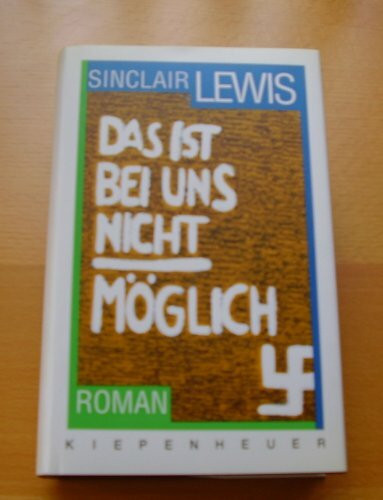 SINCLAIR LEWIS
DAS IST
BEI UNS
NICHT
MÖGLICH
ROMAN
KIEPENHEUER